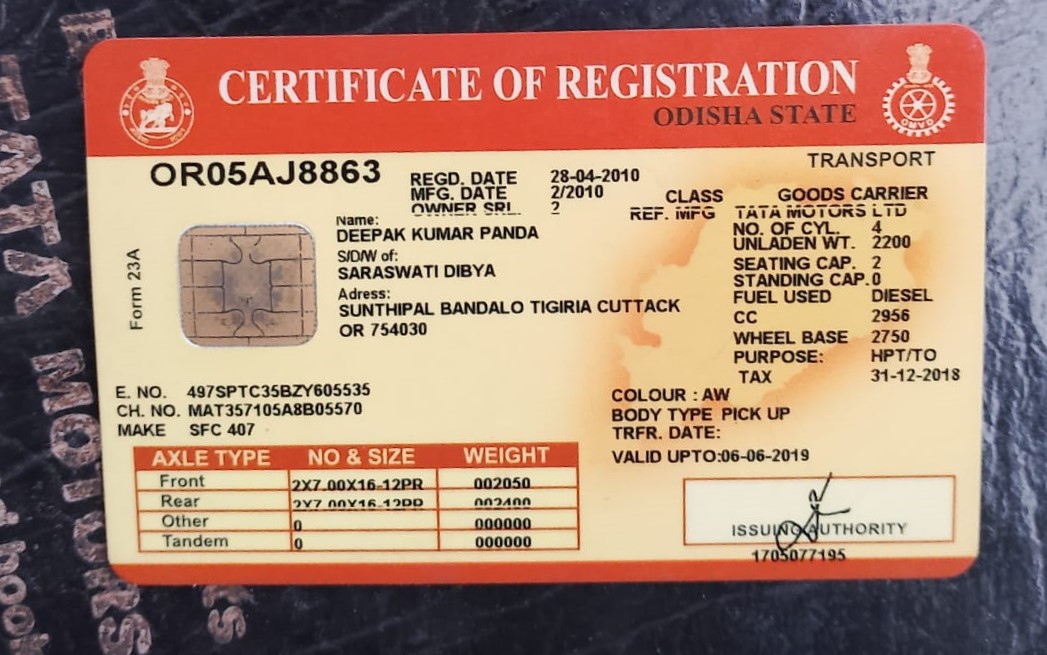 CERTIFICATE OF REGISTRATION
ODISHA STATE
OMVD
TRANSPORT
OR05AJ8863
REGD. DATE 28-04-2010
MFG. DATE 2/2010
OWNER SRL. 2
CLASS GOODS CARRIER
REF. MFG TATA MOTORS LTD
Name:
DEEPAK KUMAR PANDA
S/D/W of:
SARASWATI DIBYA
Adress:
SUNTHIPAL BANDALO TIGIRIA CUTTACK
OR 754030
Form 23A
NO. OF CYL. 4
UNLADEN WT. 2200
SEATING CAP. 2
STANDING CAP. 0
FUEL USED DIESEL
CC 2956
WHEEL BASE 2750
PURPOSE: HPT/TO
TAX 31-12-2018
E. NO. 497SPTC35BZY605535
CH. NO. MAT357105A8B05570
MAKE SFC 407
COLOUR : AW
BODY TYPE PICK UP
TRFR. DATE:
VALID UPTO:06-06-2019
AXLE TYPE NO & SIZE WEIGHT
Front 2X7.00X16-12PR 002050
Rear 2X7.00X16-12PR 002400
Other 0 000000
Tandem 0 000000
ISSUING AUTHORITY
1705077195
TATA MOTORS